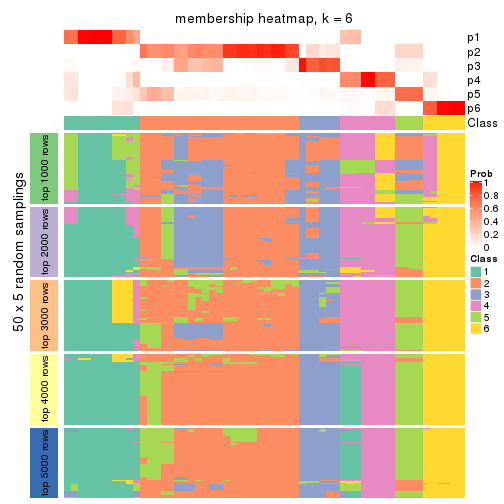 membership heatmap, k = 6
p1
p2
p3
p4
p5
p6
Class
50 x 5 random samplings
top 1000 rows
top 2000 rows
top 3000 rows
top 4000 rows
top 5000 rows
Prob
1
0.8
0.6
0.4
0.2
0
Class
1
2
3
4
5
6